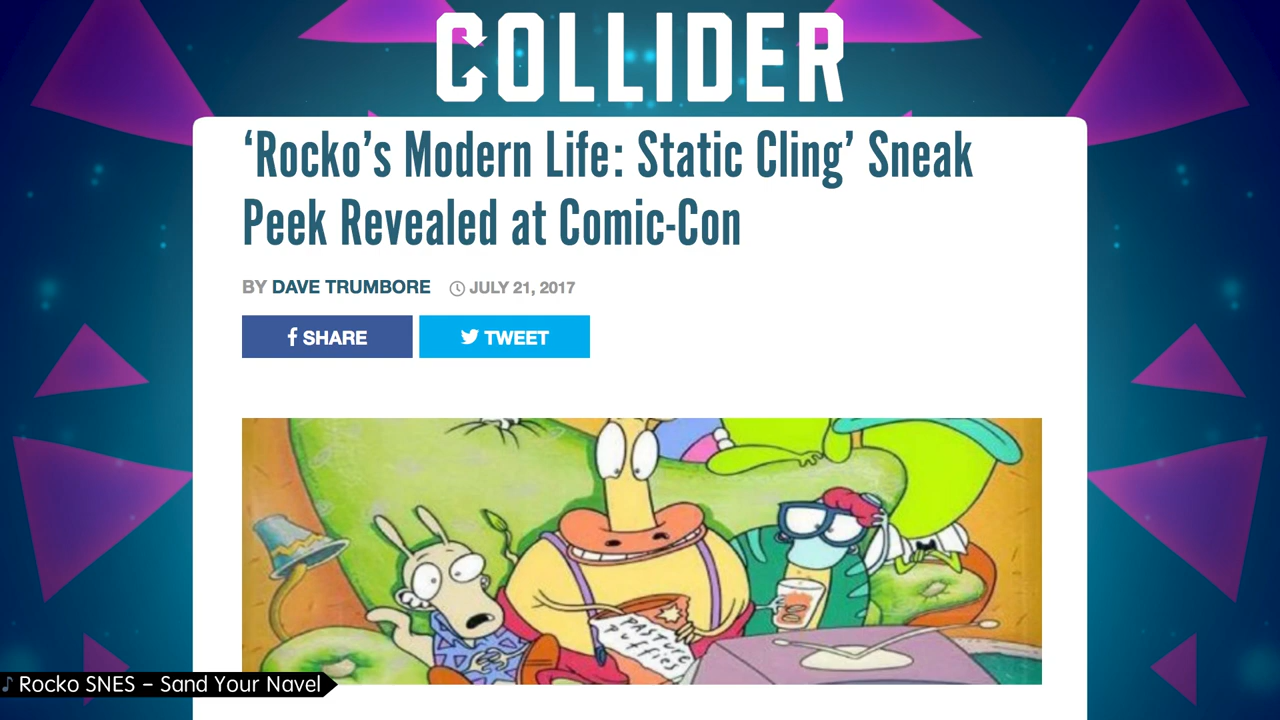 COLLIDER
‘Rocko’s Modern Life: Static Cling’ Sneak
Peek Revealed at Comic-Con
BY DAVE TRUMBORE JULY 21, 2017
f SHARE TWEET
PASTURE
PUFFIES
♪ Rocko SNES – Sand Your Navel